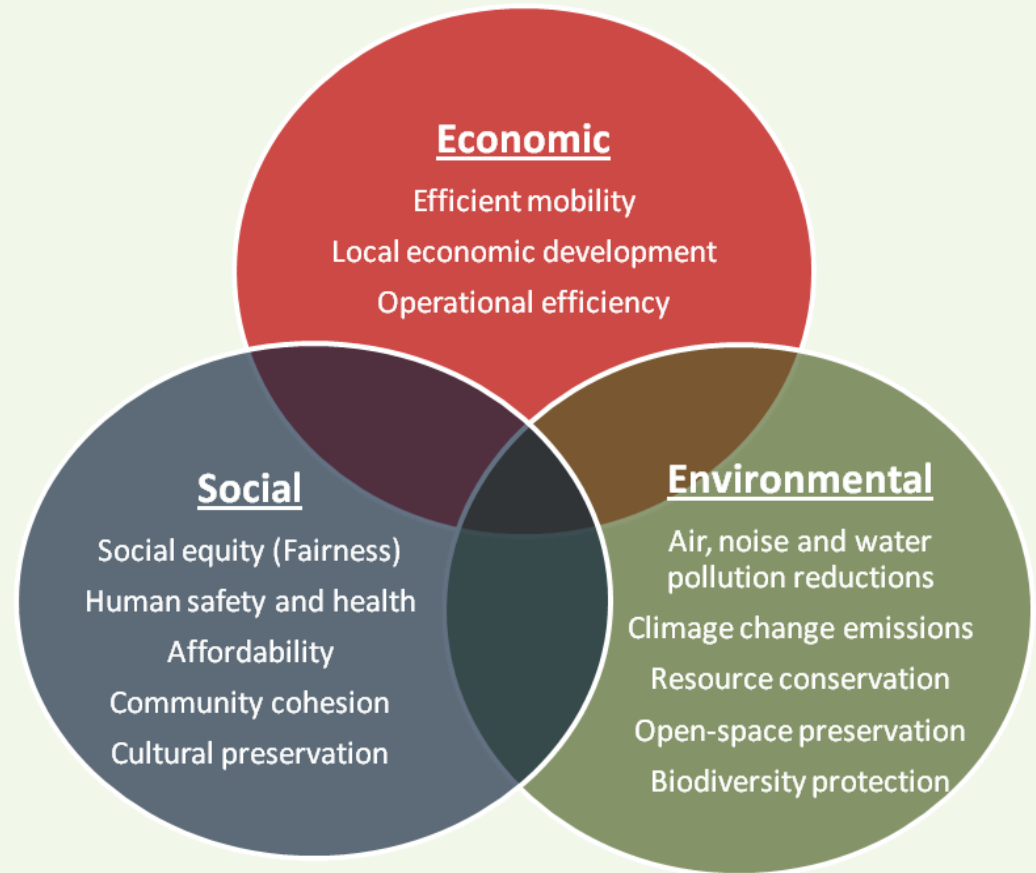 Economic
Efficient mobility
Local economic development
Operational efficiency
Social
Social equity (Fairness)
Human safety and health
Affordability
Community cohesion
Cultural preservation
Environmental
Air, noise and water
pollution reductions
Climage change emissions
Resource conservation
Open-space preservation
Biodiversity protection